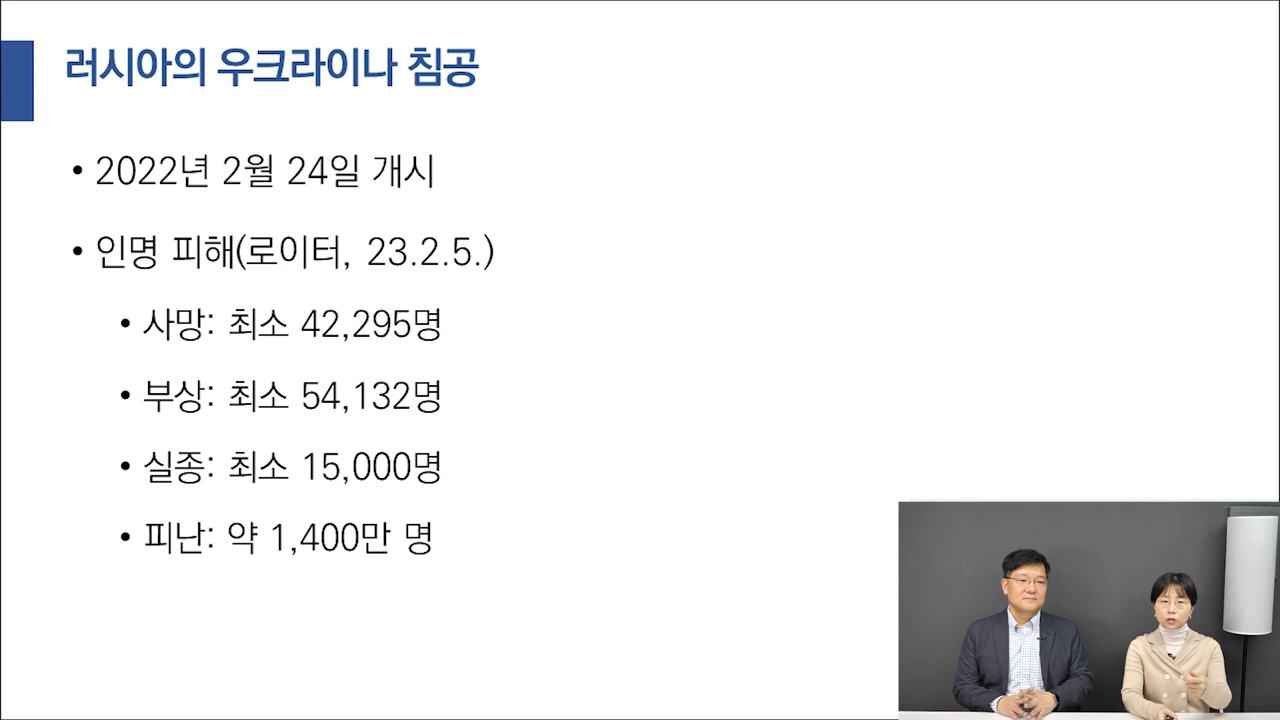 러시아의 우크라이나 침공
• 2022년 2월 24일 개시
• 인명 피해(로이터, 23.2.5.)
• 사망: 최소 42,295명
• 부상: 최소 54,132명
• 실종: 최소 15,000명
• 피난: 약 1,400만 명